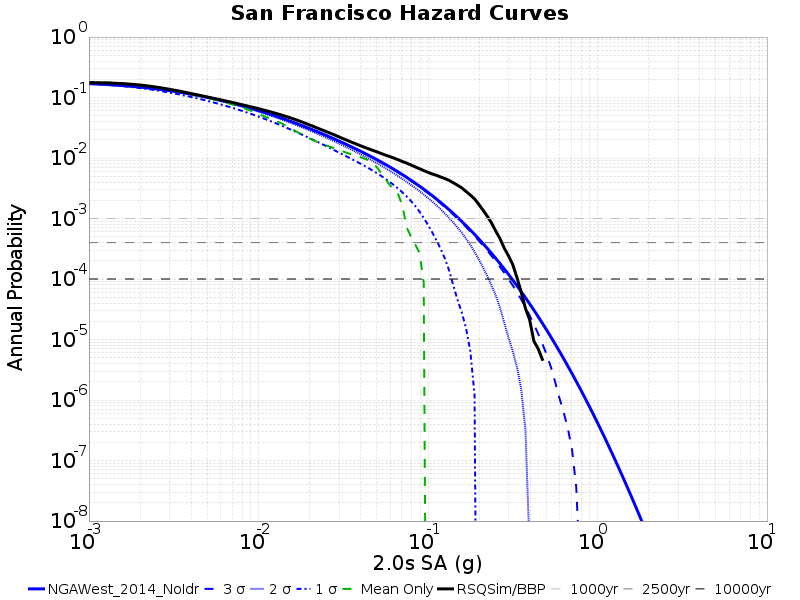 San Francisco Hazard Curves
10^0
10^-1
10^-2
10^-3
10^-4
10^-5
10^-6
10^-7
10^-8
Annual Probability
10^-3 10^-2 10^-1 10^0 10^1
2.0s SA (g)
NGAWest_2014_NoIdr 3 σ 2 σ 1 σ Mean Only RSQSim/BBP 1000yr 2500yr 10000yr